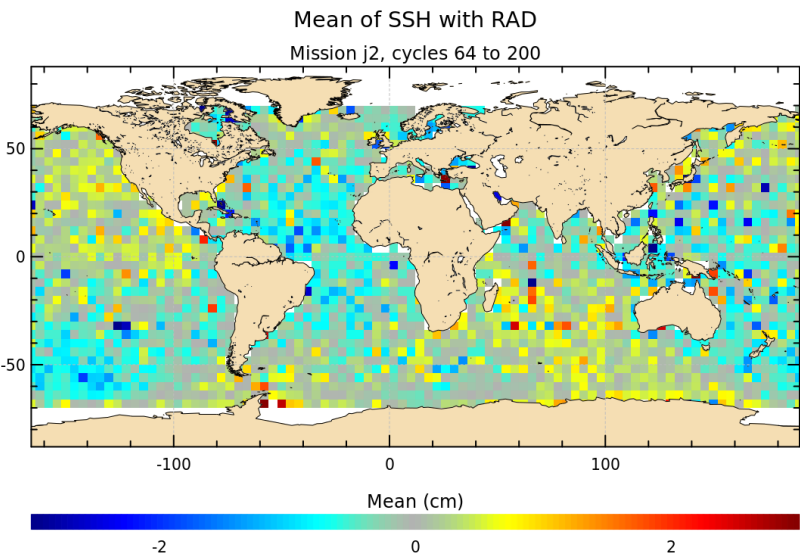 Mean of SSH with RAD
Mission j2, cycles 64 to 200
50
0
-50
-100 0 100
Mean (cm)
-2 0 2